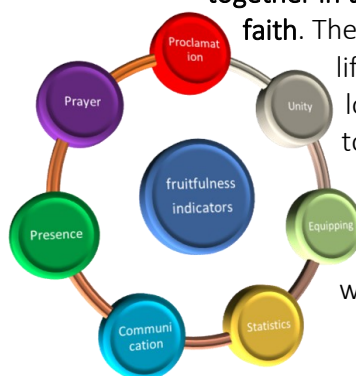 together in
faith. The
lif
lo
to
w
Proclamat
ion
Unity
Equipping
Statistics
Communi
cation
Presence
Prayer
fruitfulness
indicators